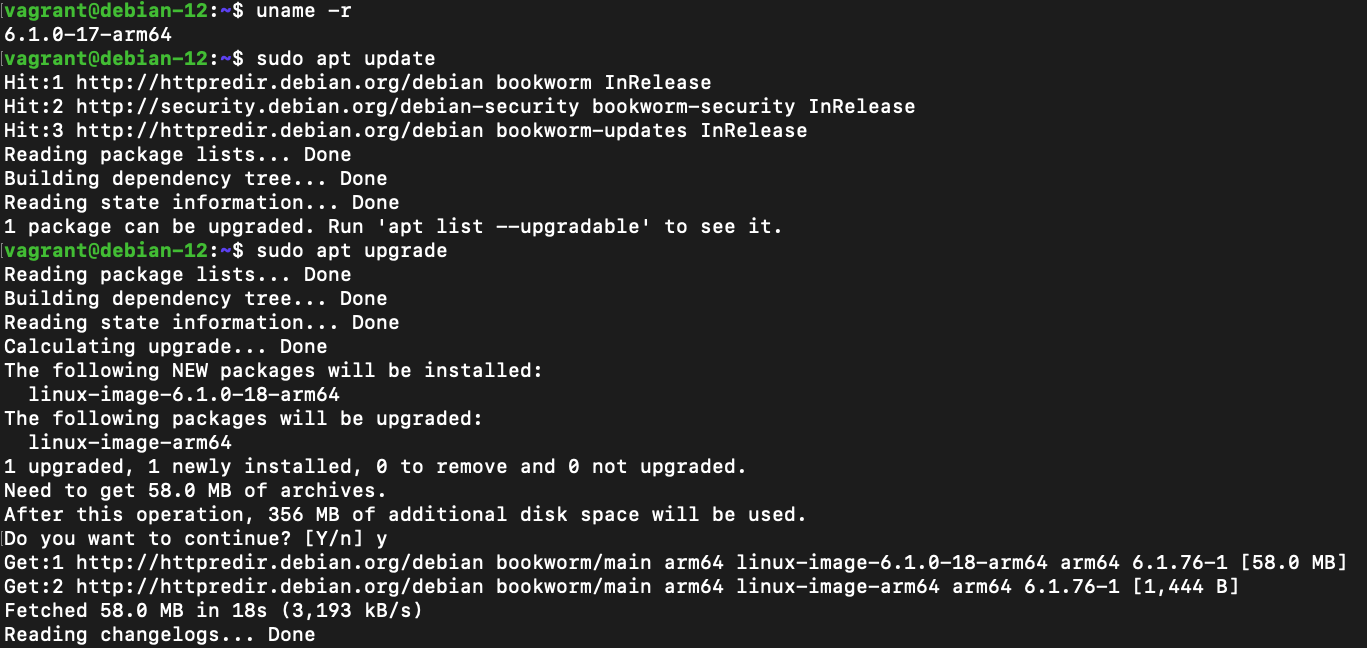 [vagrant@debian-12:~$ uname -r
6.1.0-17-arm64
[vagrant@debian-12:~$ sudo apt update
Hit:1 http://httpredir.debian.org/debian bookworm InRelease
Hit:2 http://security.debian.org/debian-security bookworm-security InRelease
Hit:3 http://httpredir.debian.org/debian bookworm-updates InRelease
Reading package lists... Done
Building dependency tree... Done
Reading state information... Done
1 package can be upgraded. Run 'apt list --upgradable' to see it.
[vagrant@debian-12:~$ sudo apt upgrade
Reading package lists... Done
Building dependency tree... Done
Reading state information... Done
Calculating upgrade... Done
The following NEW packages will be installed:
  linux-image-6.1.0-18-arm64
The following packages will be upgraded:
  linux-image-arm64
1 upgraded, 1 newly installed, 0 to remove and 0 not upgraded.
Need to get 58.0 MB of archives.
After this operation, 356 MB of additional disk space will be used.
[Do you want to continue? [Y/n] y
Get:1 http://httpredir.debian.org/debian bookworm/main arm64 linux-image-6.1.0-18-arm64 arm64 6.1.76-1 [58.0 MB]
Get:2 http://httpredir.debian.org/debian bookworm/main arm64 linux-image-arm64 arm64 6.1.76-1 [1,444 B]
Fetched 58.0 MB in 18s (3,193 kB/s)
Reading changelogs... Done